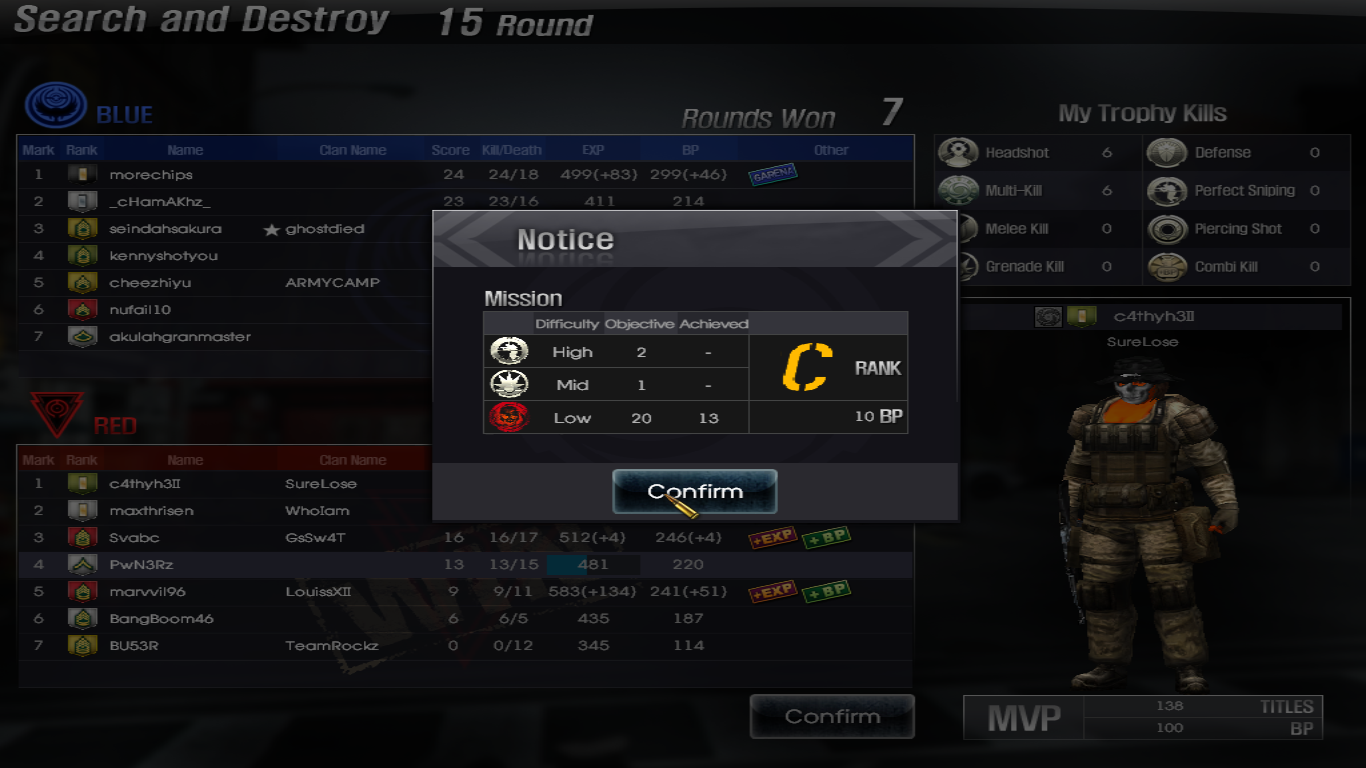 Search and Destroy 15 Round
BLUE Rounds Won 7
Mark Rank Name Clan Name Score Kill/Death EXP BP Other
1 morechips 24 24/18 499(+83) 299(+46) GARENA
2 _cHamAKhz_ 23 23/16 411 214
3 seindahsakura ghostdied
4 kennyshotyou
5 cheezhiyu ARMYCAMP
6 nufail10
7 akulahgranmaster
RED
Mark Rank Name Clan Name
1 c4thyh3II SureLose
2 maxthrisen WhoIam
3 Svabc GsSw4T 16 16/17 512(+4) 246(+4) +EXP +BP
4 PwN3Rz 13 13/15 481 220
5 marvvil96 LouissXII 9 9/11 583(+134) 241(+51) +EXP +BP
6 BangBoom46 6 6/5 435 187
7 BU53R TeamRockz 0 0/12 345 114
WIN
Notice
Mission
Difficulty Objective Achieved
High 2 -
Mid 1 -
Low 20 13
C RANK
10 BP
Confirm
Confirm
My Trophy Kills
Headshot 6 Defense 0
Multi-Kill 6 Perfect Sniping 0
Melee Kill 0 Piercing Shot 0
Grenade Kill 0 Combi Kill 0
c4thyh3II
SureLose
MVP 138 TITLES
100 BP